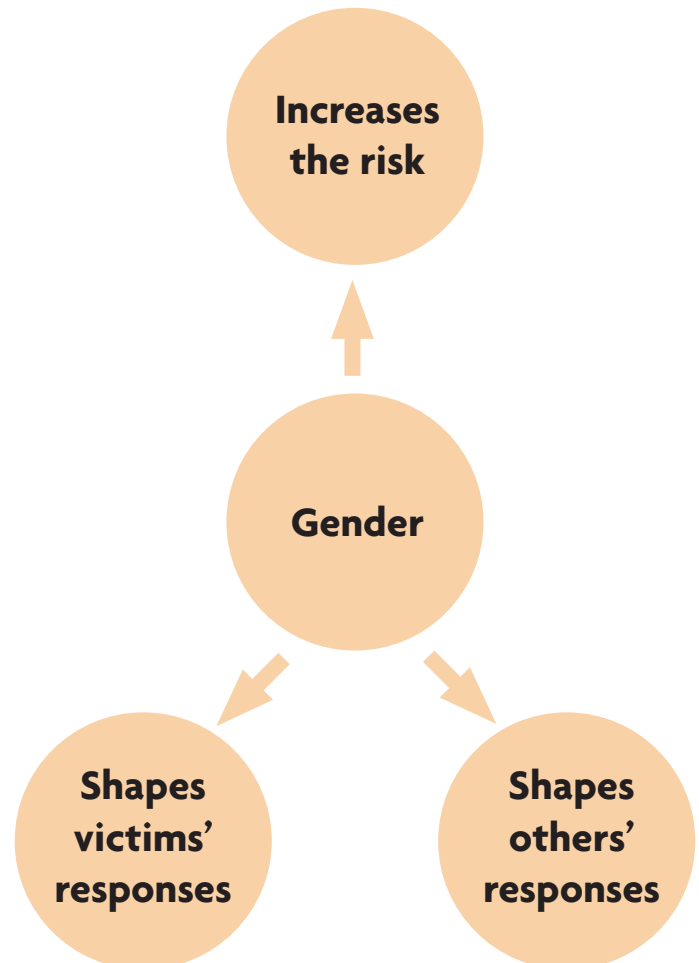 Increases
the risk
Gender
Shapes
victims’
responses
Shapes
others’
responses